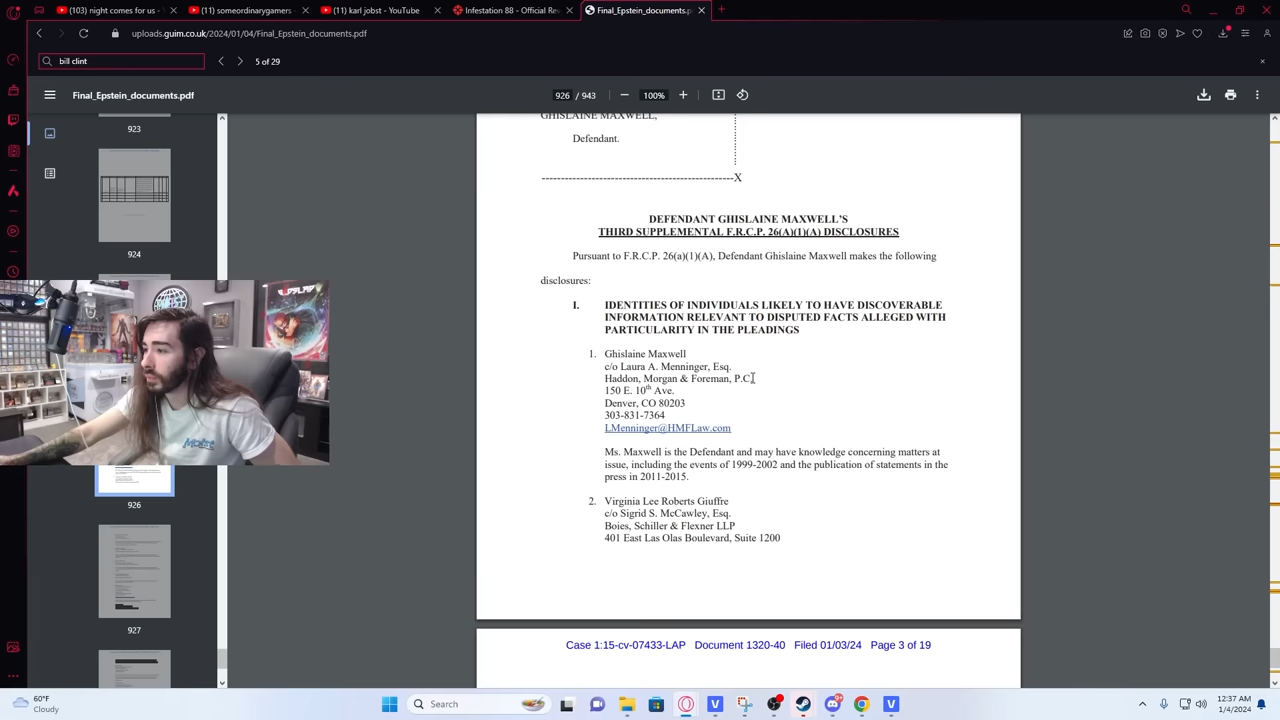 (103) night comes for us -
(11) someordinarygamers
(11) karl jobst - YouTube
Infestation 88 - Official Re
Final_Epstein_documents.p
uploads.guim.co.uk/2024/01/04/Final_Epstein_documents.pdf
bill clint
5 of 29
Final_Epstein_documents.pdf
926 / 943
100%
923
924
926
927
GHISLAINE MAXWELL,
Defendant.
--------------------------------------------------X
DEFENDANT GHISLAINE MAXWELL'S
THIRD SUPPLEMENTAL F.R.C.P. 26(A)(1)(A) DISCLOSURES
Pursuant to F.R.C.P. 26(a)(1)(A), Defendant Ghislaine Maxwell makes the following
disclosures:
I. IDENTITIES OF INDIVIDUALS LIKELY TO HAVE DISCOVERABLE
INFORMATION RELEVANT TO DISPUTED FACTS ALLEGED WITH
PARTICULARITY IN THE PLEADINGS
1. Ghislaine Maxwell
c/o Laura A. Menninger, Esq.
Haddon, Morgan & Foreman, P.C.
150 E. 10th Ave.
Denver, CO 80203
303-831-7364
LMenninger@HMFLaw.com
Ms. Maxwell is the Defendant and may have knowledge concerning matters at
issue, including the events of 1999-2002 and the publication of statements in the
press in 2011-2015.
2. Virginia Lee Roberts Giuffre
c/o Sigrid S. McCawley, Esq.
Boies, Schiller & Flexner LLP
401 East Las Olas Boulevard, Suite 1200
Case 1:15-cv-07433-LAP Document 1320-40 Filed 01/03/24 Page 3 of 19
60°F
Cloudy
Search
12:37 AM
1/4/2024